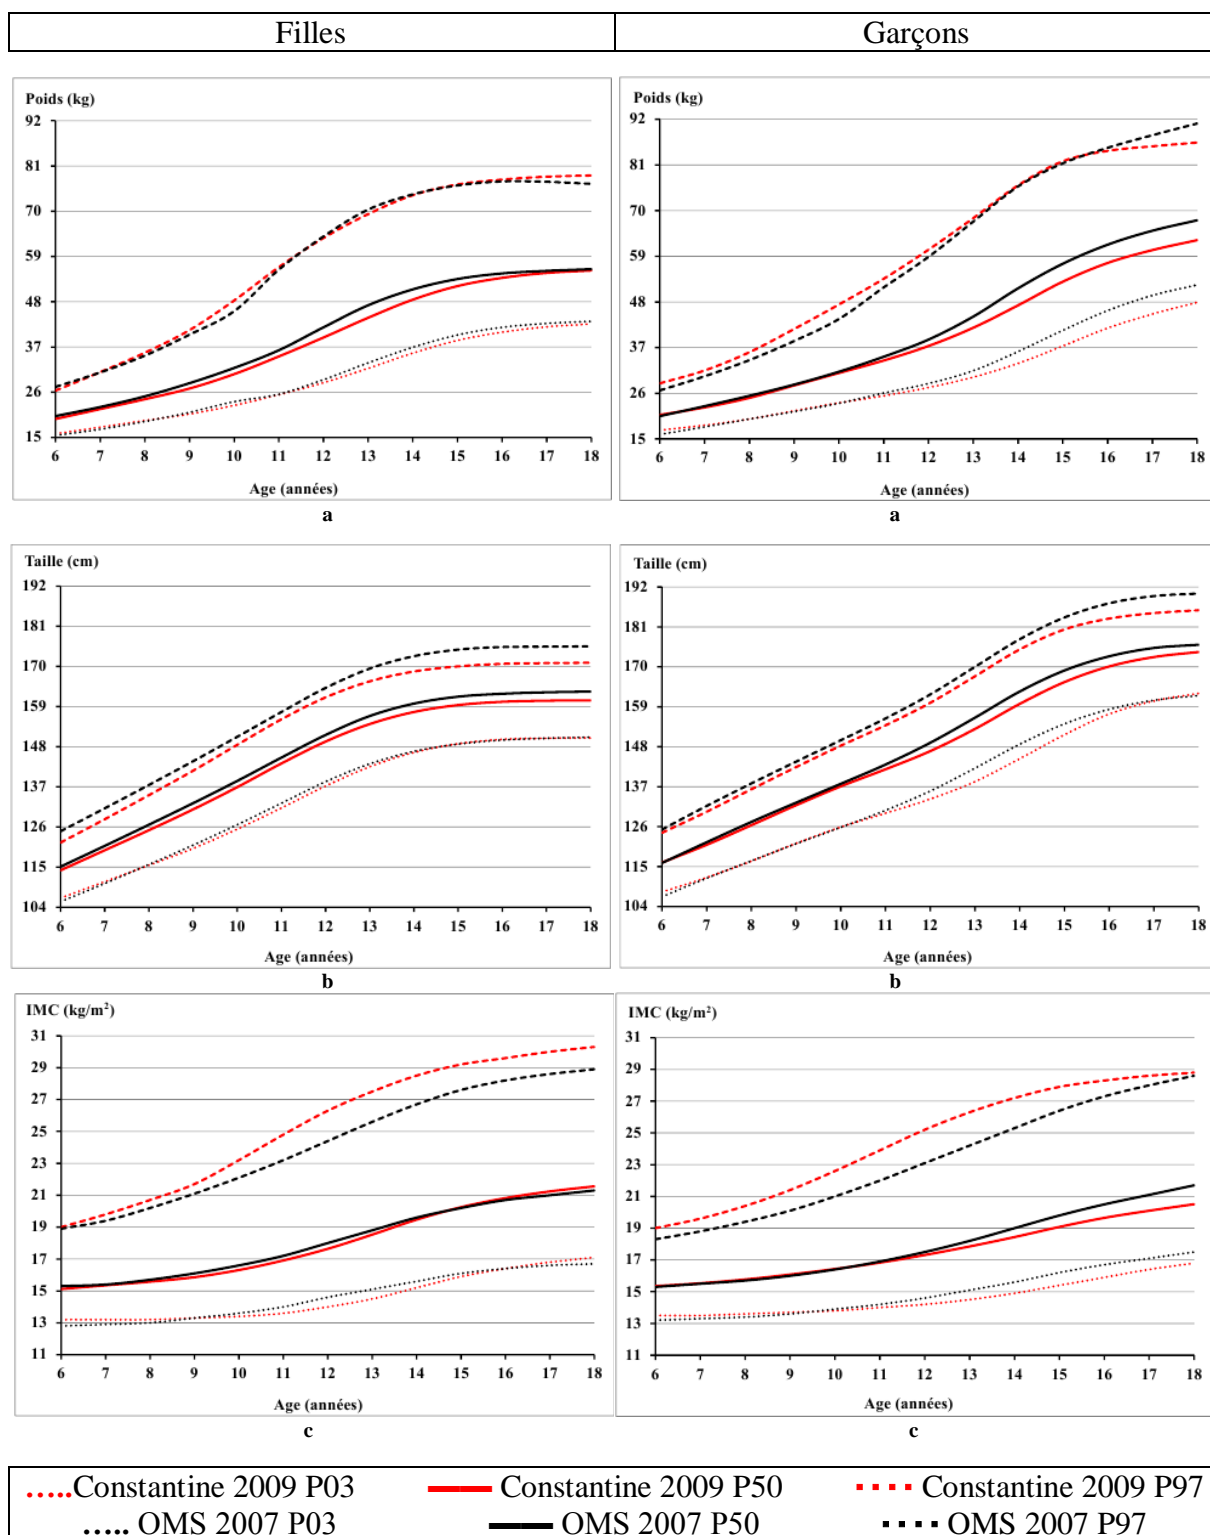 Filles Garçons
Poids (kg)
92
81
70
59
48
37
26
15
6 7 8 9 10 11 12 13 14 15 16 17 18
Age (années)
a
Poids (kg)
92
81
70
59
48
37
26
15
6 7 8 9 10 11 12 13 14 15 16 17 18
Age (années)
a
Taille (cm)
192
181
170
159
148
137
126
115
104
6 7 8 9 10 11 12 13 14 15 16 17 18
Age (années)
b
Taille (cm)
192
181
170
159
148
137
126
115
104
6 7 8 9 10 11 12 13 14 15 16 17 18
Age (années)
b
IMC (kg/m²)
31
29
27
25
23
21
19
17
15
13
11
6 7 8 9 10 11 12 13 14 15 16 17 18
Age (années)
c
IMC (kg/m²)
31
29
27
25
23
21
19
17
15
13
11
6 7 8 9 10 11 12 13 14 15 16 17 18
Age (années)
c
Constantine 2009 P03 Constantine 2009 P50 Constantine 2009 P97
OMS 2007 P03 OMS 2007 P50 OMS 2007 P97